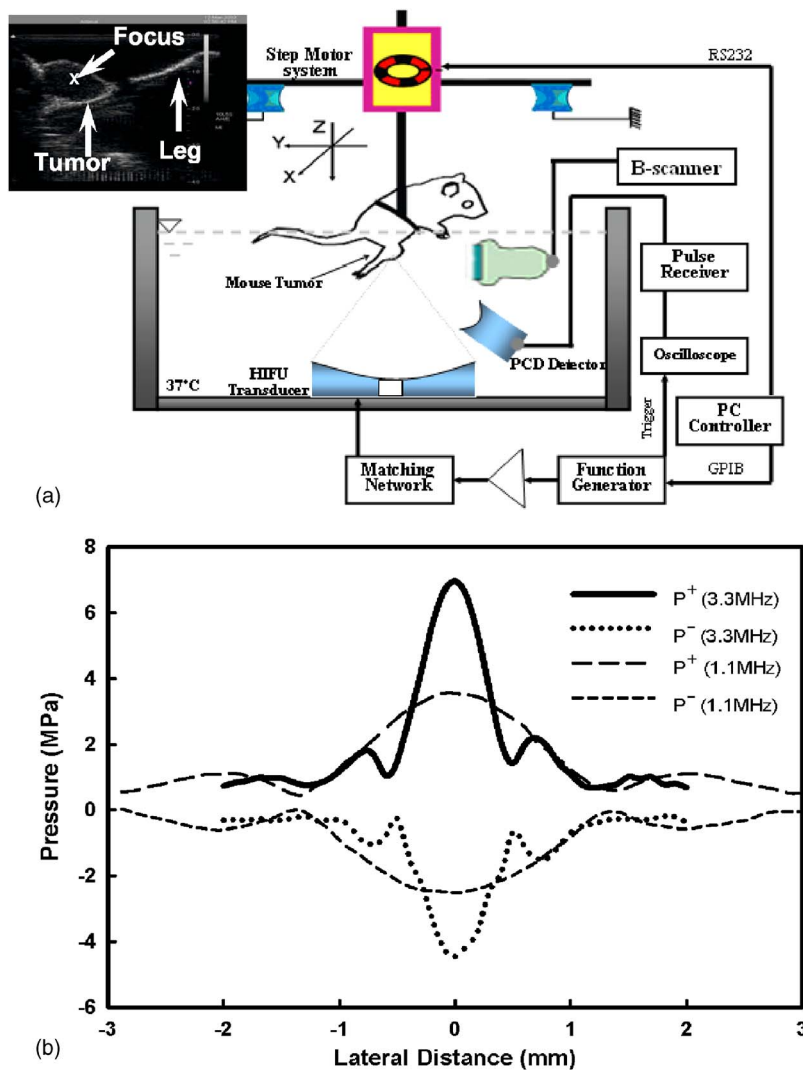 Focus
Tumor
Leg
Step Motor
system
RS232
Z
Y
X
B-scanner
Mouse Tumor
Pulse
Receiver
PCD Detector
Oscilloscope
37°C
HIFU
Transducer
Trigger
PC
Controller
Matching
Network
Function
Generator
GPIB
(a)
8
6
4
2
0
-2
-4
-6
Pressure (MPa)
P+ (3.3MHz)
P− (3.3MHz)
P+ (1.1MHz)
P− (1.1MHz)
-3 -2 -1 0 1 2 3
Lateral Distance (mm)
(b)